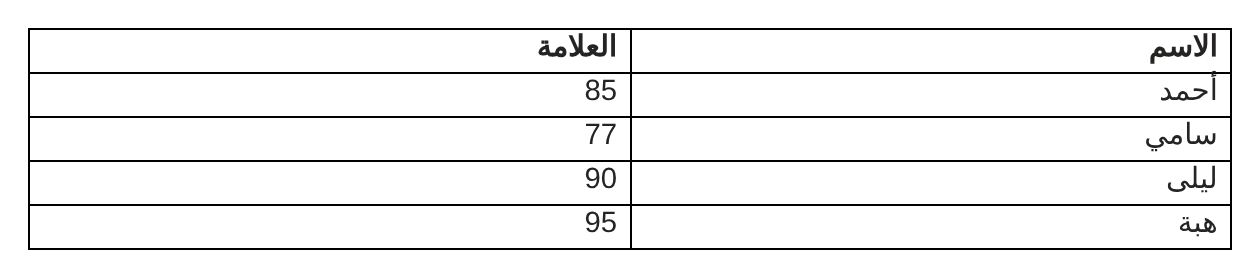 الاسم العلامة
أحمد 85
سامي 77
ليلى 90
هبة 95